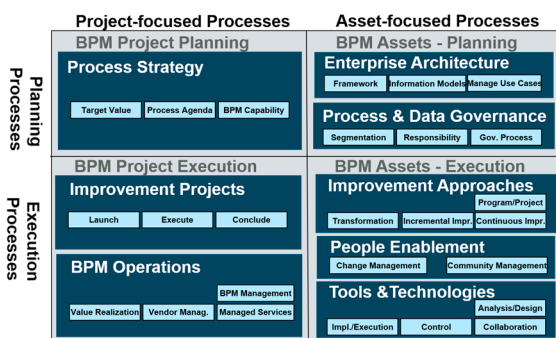 Project-focused Processes
Asset-focused Processes
Planning
Processes
BPM Project Planning
Process Strategy
Target Value
Process Agenda
BPM Capability
BPM Assets - Planning
Enterprise Architecture
Framework
Information Models
Manage Use Cases
Process & Data Governance
Segmentation
Responsibility
Gov. Process
Execution
Processes
BPM Project Execution
Improvement Projects
Launch
Execute
Conclude
BPM Operations
BPM Management
Value Realization
Vendor Manag.
Managed Services
BPM Assets - Execution
Improvement Approaches
Program/Project
Transformation
Incremental Impr.
Continuous Impr.
People Enablement
Change Management
Community Management
Tools &Technologies
Analysis/Design
Impl./Execution
Control
Collaboration